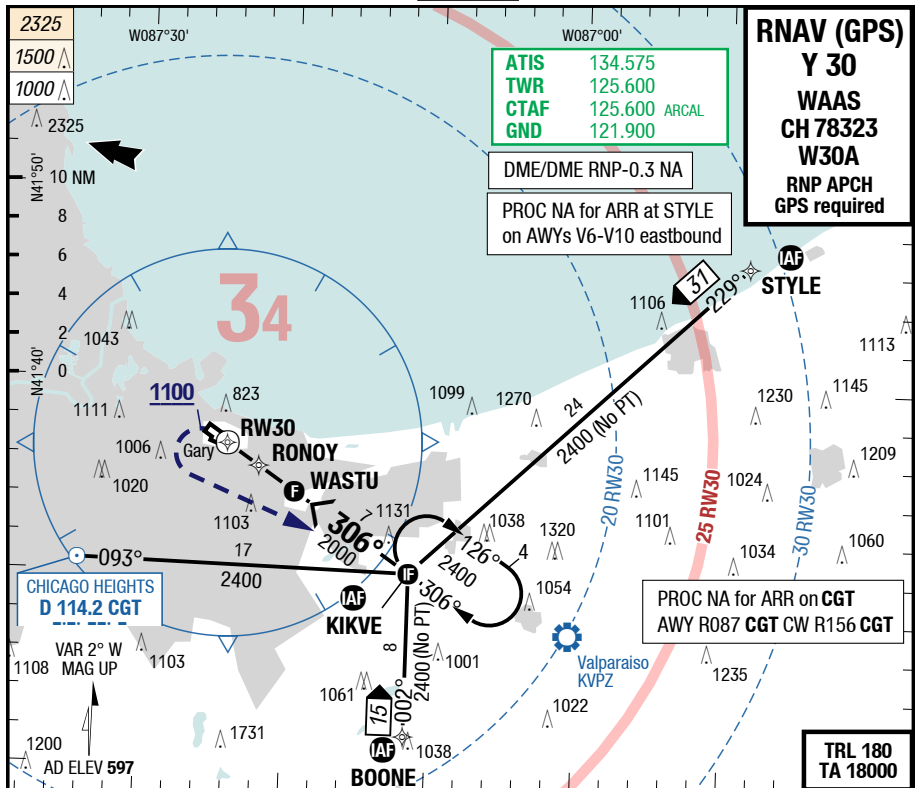 2325
1500
1000
W087°30'
W087°00'
ATIS 134.575
TWR 125.600
CTAF 125.600 ARCAL
GND 121.900
RNAV (GPS)
Y 30
WAAS
CH 78323
W30A
RNP APCH
GPS required
DME/DME RNP-0.3 NA
PROC NA for ARR at STYLE
on AWYs V6-V10 eastbound
2325
N41°50'
10 NM
8
6
4
2
0
N41°40'
34
31
229°
IAF
STYLE
1106
1113
1043
1100
823
1099
1270
24
2400 (No PT)
1230
1145
1111
RW30
Gary
RONOY
1006
1020
F
WASTU
1145
1024
1209
20 RW30
25 RW30
30 RW30
1103
7
1131
306°
2000
1038
1320
1101
1060
1034
126°
2400
4
093°
17
2400
IF
306°
1054
CHICAGO HEIGHTS
D 114.2 CGT
IAF
KIKVE
PROC NA for ARR on CGT
AWY R087 CGT CW R156 CGT
VAR 2° W
MAG UP
1108
1103
8
2400 (No PT)
1001
Valparaiso
KVPZ
1235
1061
15
002°
1022
1731
1200
AD ELEV 597
IAF
BOONE
1038
TRL 180
TA 18000